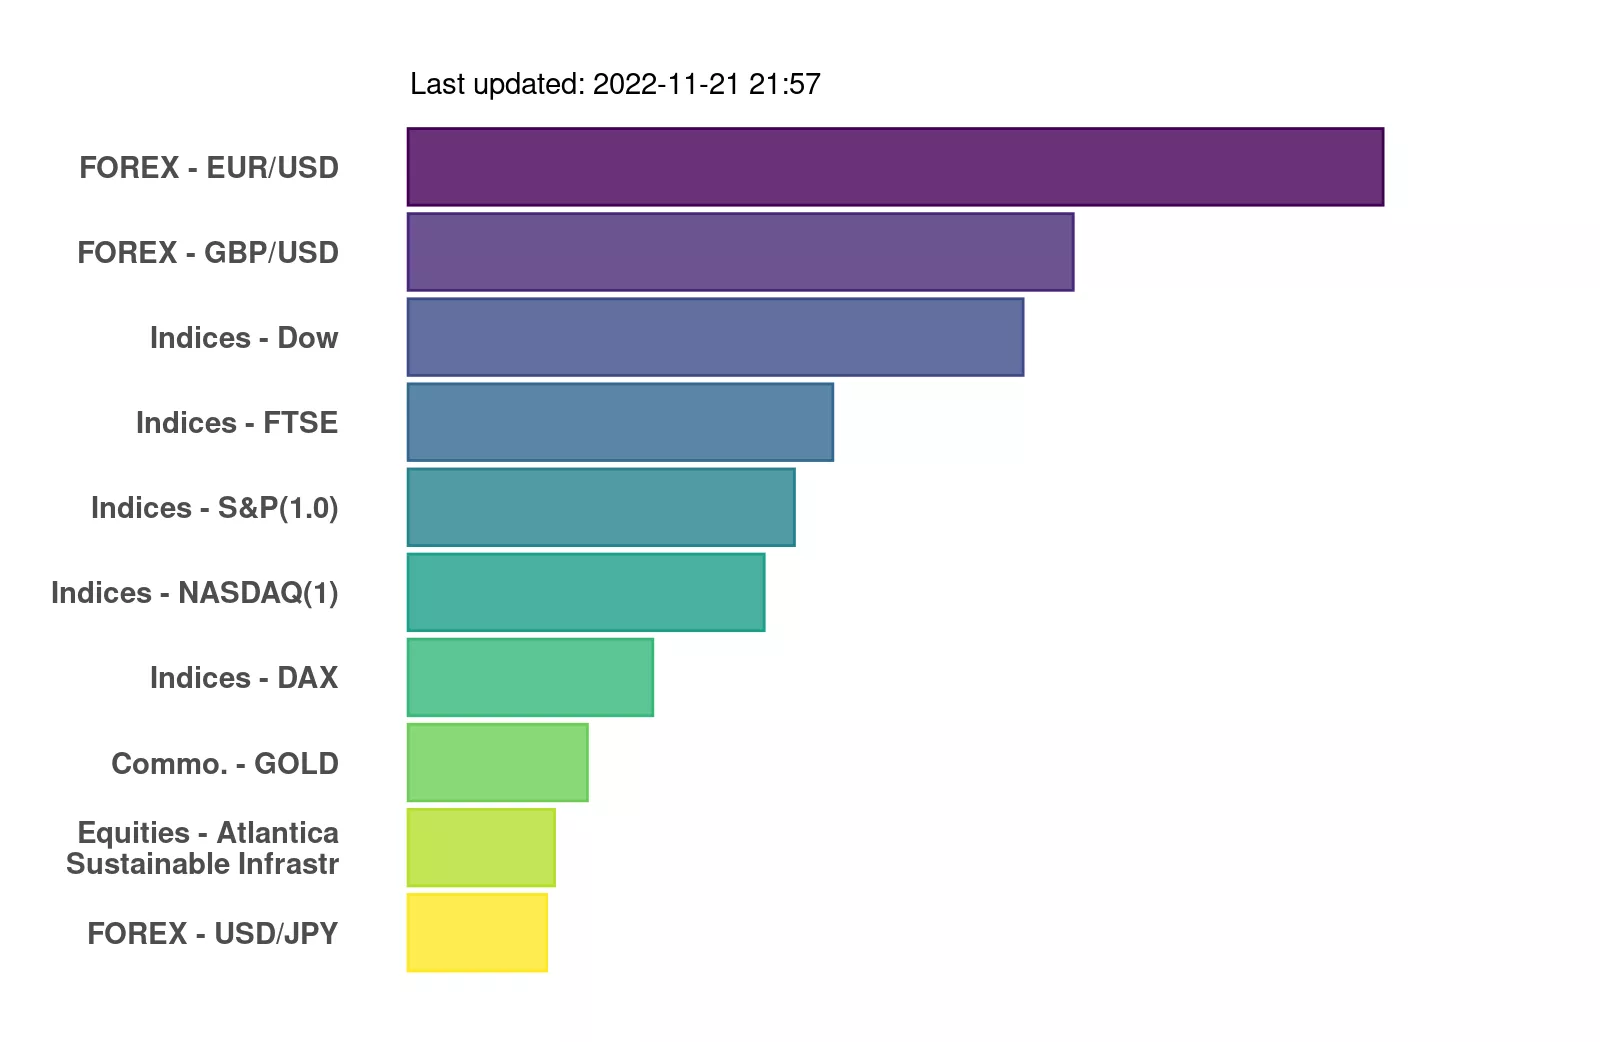 Last updated: 2022-11-21 21:57
FOREX - EUR/USD
FOREX - GBP/USD
Indices - Dow
Indices - FTSE
Indices - S&P(1.0)
Indices - NASDAQ(1)
Indices - DAX
Commo. - GOLD
Equities - Atlantica
Sustainable Infrastr
FOREX - USD/JPY